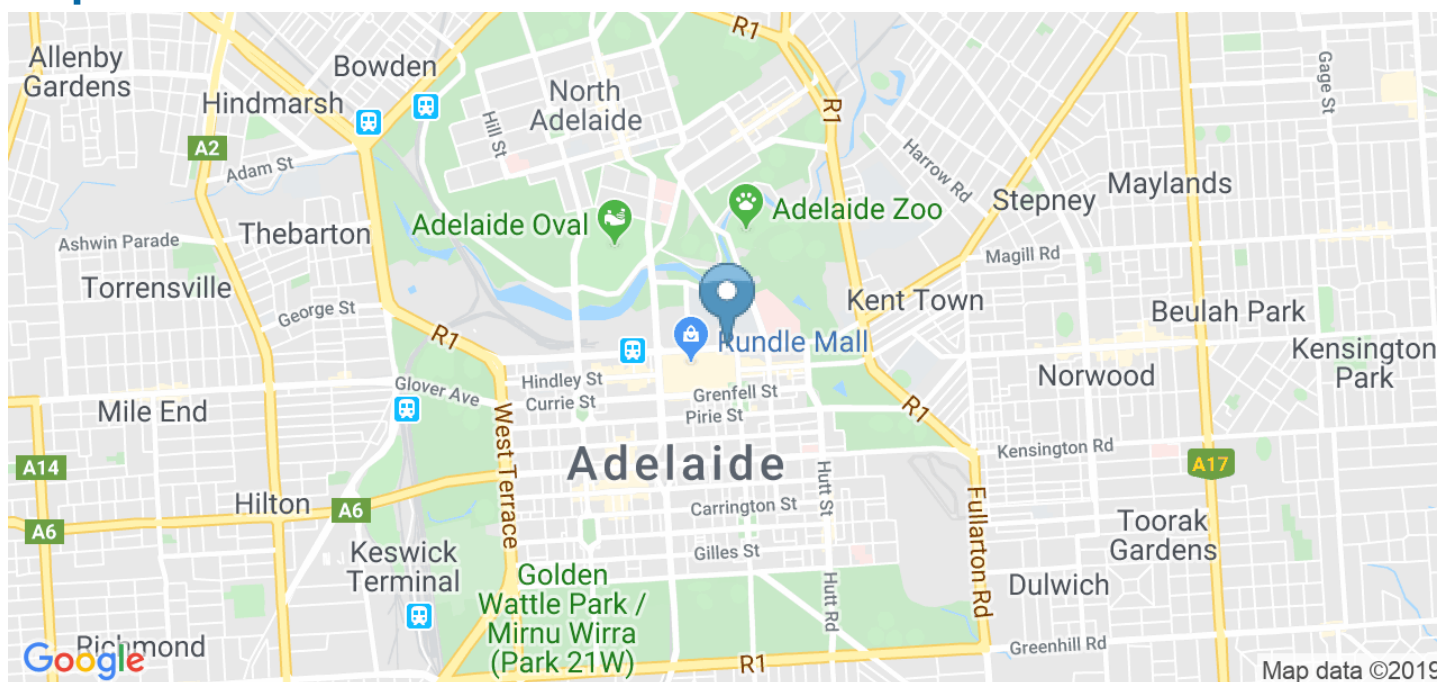 R1
Allenby
Gardens
Bowden
Gage St
Hindmarsh
North
Adelaide
Hill St
R1
A2
Adam St
Harrow Rd
Maylands
Stepney
Adelaide Oval
Adelaide Zoo
Ashwin Parade
Thebarton
Magill Rd
Torrensville
George St
Kent Town
Beulah Park
R1
Rundle Mall
Kensington
Park
Hindley St
Norwood
Glover Ave
Currie St
Grenfell St
Pirie St
Mile End
R1
West Terrace
Kensington Rd
A14
Adelaide
A17
Hutt St
Hilton
A6
Carrington St
Fullarton Rd
A6
Toorak
Gardens
Keswick
Terminal
Gilles St
Golden
Wattle Park /
Mirnu Wirra
(Park 21W)
Hutt Rd
Dulwich
Richmond
Google
Greenhill Rd
R1
Map data ©2019